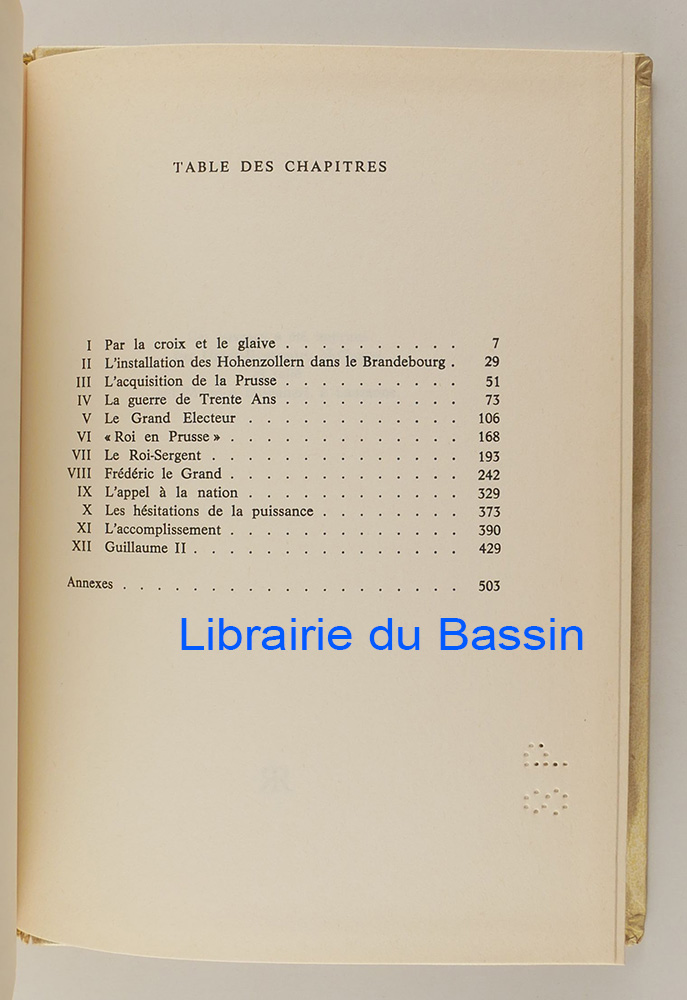 TABLE DES CHAPITRES
I Par la croix et le glaive . . . . . . . . . . 7
II L'installation des Hohenzollern dans le Brandebourg . 29
III L'acquisition de la Prusse . . . . . . . . . . 51
IV La guerre de Trente Ans . . . . . . . . . . 73
V Le Grand Electeur . . . . . . . . . . . . 106
VI « Roi en Prusse » . . . . . . . . . . . . . 168
VII Le Roi-Sergent . . . . . . . . . . . . . . 193
VIII Frédéric le Grand . . . . . . . . . . . . . 242
IX L'appel à la nation . . . . . . . . . . . . 329
X Les hésitations de la puissance . . . . . . . . 373
XI L'accomplissement . . . . . . . . . . . . . 390
XII Guillaume II . . . . . . . . . . . . . . . 429
Annexes . . . . . . . . . . . . . . . . . . . 503
Librairie du Bassin